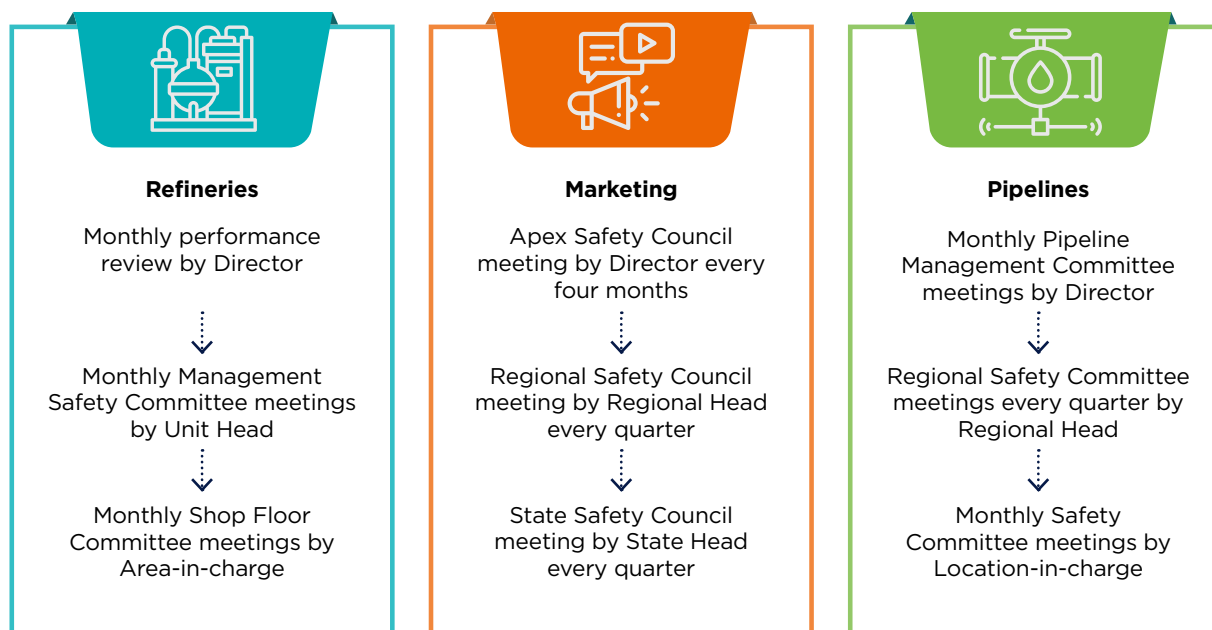 Refineries
Monthly performance
review by Director
Monthly Management
Safety Committee meetings
by Unit Head
Monthly Shop Floor
Committee meetings by
Area-in-charge
Marketing
Apex Safety Council
meeting by Director every
four months
Regional Safety Council
meeting by Regional Head
every quarter
State Safety Council
meeting by State Head
every quarter
Pipelines
Monthly Pipeline
Management Committee
meetings by Director
Regional Safety Committee
meetings every quarter by
Regional Head
Monthly Safety
Committee meetings by
Location-in-charge